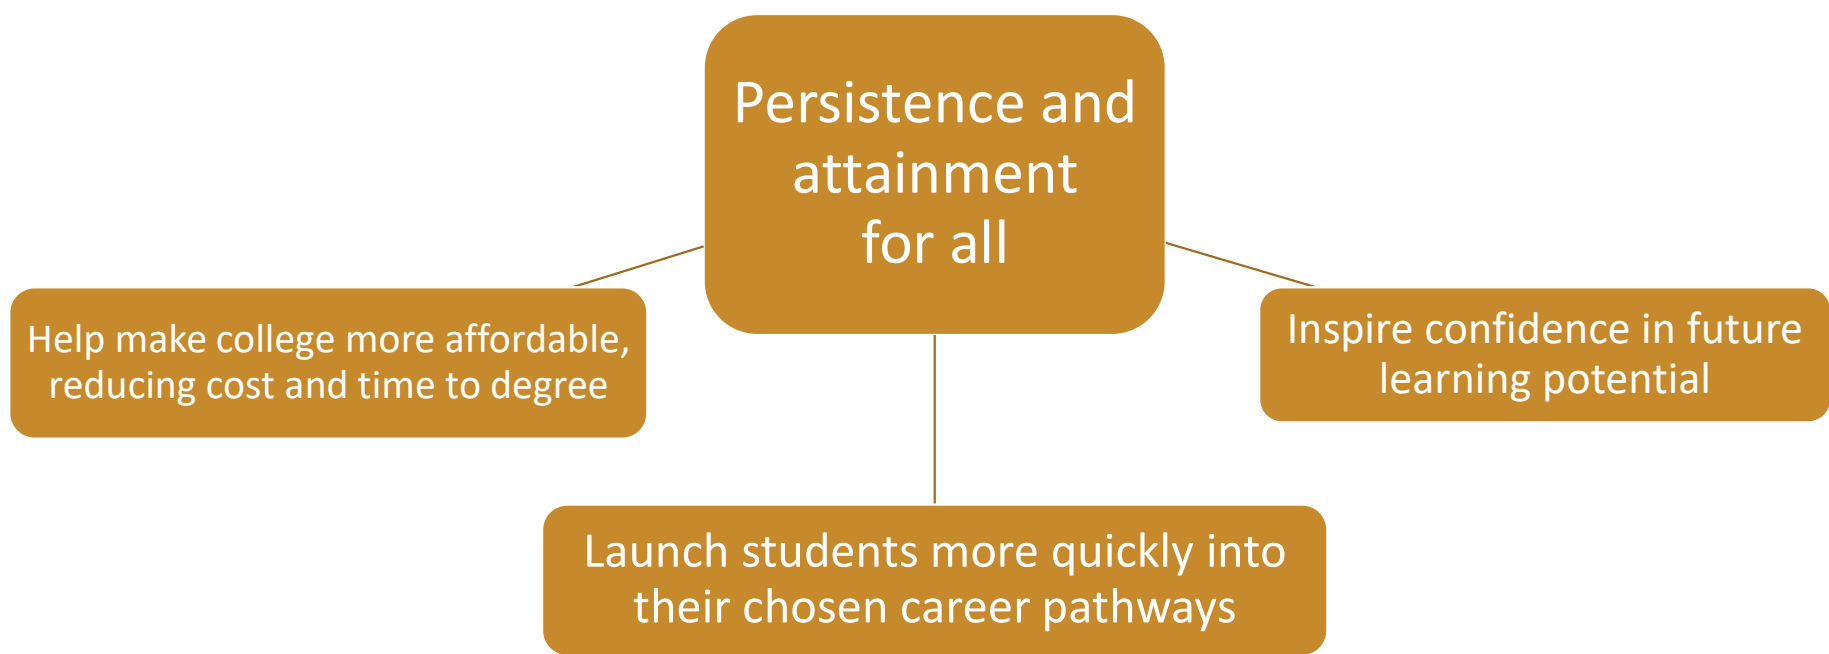 Persistence and
attainment
for all
Help make college more affordable,
reducing cost and time to degree
Inspire confidence in future
learning potential
Launch students more quickly into
their chosen career pathways